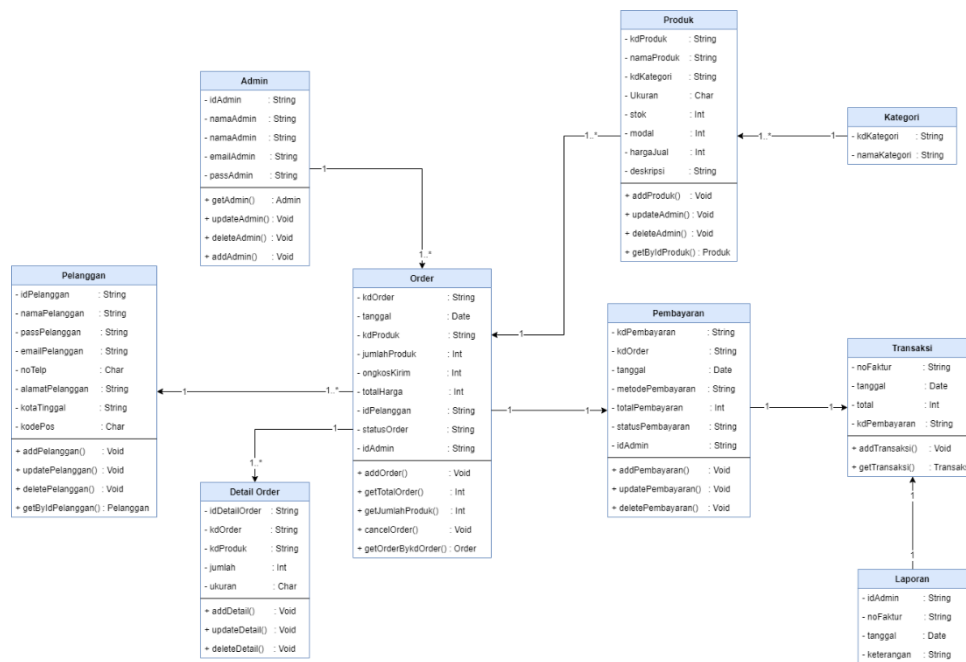 Admin
- idAdmin : String
- namaAdmin : String
- namaAdmin : String
- emailAdmin : String
- passAdmin : String
+ getAdmin() : Admin
+ updateAdmin() : Void
+ deleteAdmin() : Void
+ addAdmin() : Void
Produk
- kdProduk : String
- namaProduk : String
- kdKategori : String
- Ukuran : Char
- stok : Int
- modal : Int
- hargaJual : Int
- deskripsi : String
+ addProduk() : Void
+ updateAdmin() : Void
+ deleteAdmin() : Void
+ getByIdProduk() : Produk
Kategori
- kdKategori : String
- namaKategori : String
1..*
1
1..*
1
1
1..*
Pelanggan
- idPelanggan : String
- namaPelanggan : String
- passPelanggan : String
- emailPelanggan : String
- noTelp : Char
- alamatPelanggan : String
- kotaTinggal : String
- kodePos : Char
+ addPelanggan() : Void
+ updatePelanggan() : Void
+ deletePelanggan() : Void
+ getByIdPelanggan() : Pelanggan
1
1..*
Order
- kdOrder : String
- tanggal : Date
- kdProduk : String
- jumlahProduk : Int
- ongkosKirim : Int
- totalHarga : Int
- idPelanggan : String
- statusOrder : String
- idAdmin : String
+ addOrder() : Void
+ getTotalOrder() : Int
+ getJumlahProduk() : Int
+ cancelOrder() : Void
+ getOrderBykdOrder() : Order
1
1..*
Detail Order
- idDetailOrder : String
- kdOrder : String
- kdProduk : String
- jumlah : Int
- ukuran : Char
+ addDetail() : Void
+ updateDetail() : Void
+ deleteDetail() : Void
1
1
Pembayaran
- kdPembayaran : String
- kdOrder : String
- tanggal : Date
- metodePembayaran : String
- totalPembayaran : Int
- statusPembayaran : String
- idAdmin : String
+ addPembayaran() : Void
+ updatePembayaran() : Void
+ deletePembayaran() : Void
1
1
Transaksi
- noFaktur : String
- tanggal : Date
- total : Int
- kdPembayaran : String
+ addTransaksi() : Void
+ getTransaksi() : Transaks
1
1
Laporan
- idAdmin : String
- noFaktur : String
- tanggal : Date
- keterangan : String